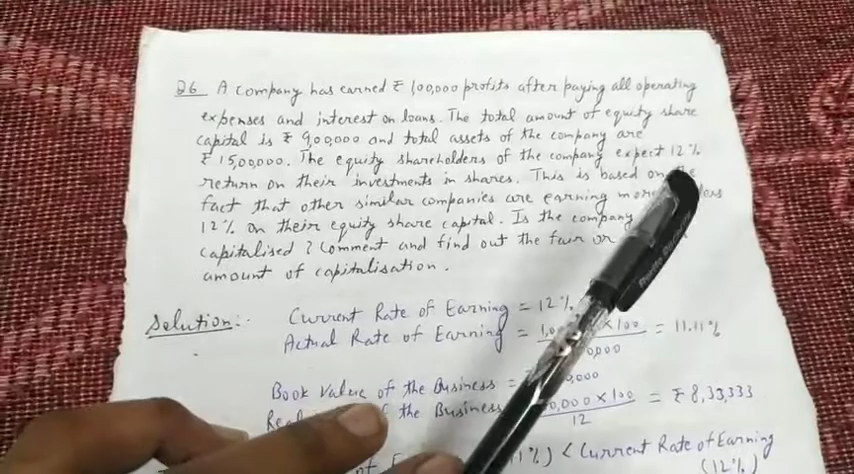 Q6 A company has earned ₹ 1,00,000 profits after paying all operating
expenses and interest on loans. The total amount of equity share
capital is ₹ 9,00,000 and total assets of the company are
₹ 15,00,000. The equity shareholders of the company expect 12%
return on their investments in shares. This is based on
fact that other similar companies are earning more
12% on their equity share capital. Is the company
capitalised? Comment and find out the fair or
amount of capitalisation.
Solution:- Current Rate of Earning = 12%
Actual Rate of Earning = × 100 = 11.11%
Book Value of the Business =
the Business × 100 = ₹ 8,33,333
12
< Current Rate of Earning
(12%)